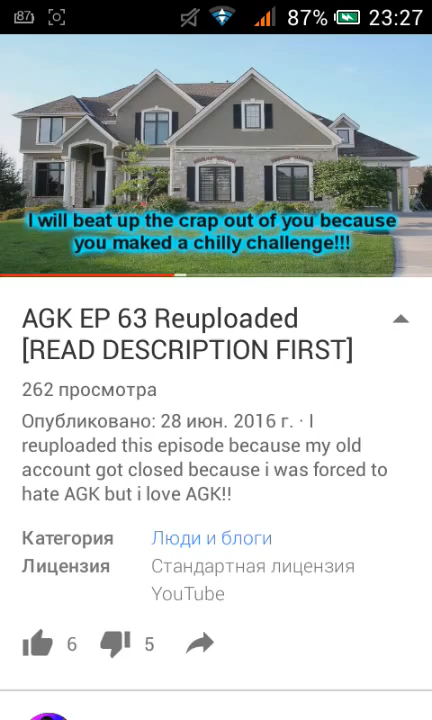 87
87% 23:27
I will beat up the crap out of you because
you maked a chilly challenge!!!
AGK EP 63 Reuploaded
[READ DESCRIPTION FIRST]
262 просмотра
Опубликовано: 28 июн. 2016 г. · I
reuploaded this episode because my old
account got closed because i was forced to
hate AGK but i love AGK!!
Категория Люди и блоги
Лицензия Стандартная лицензия
YouTube
6 5